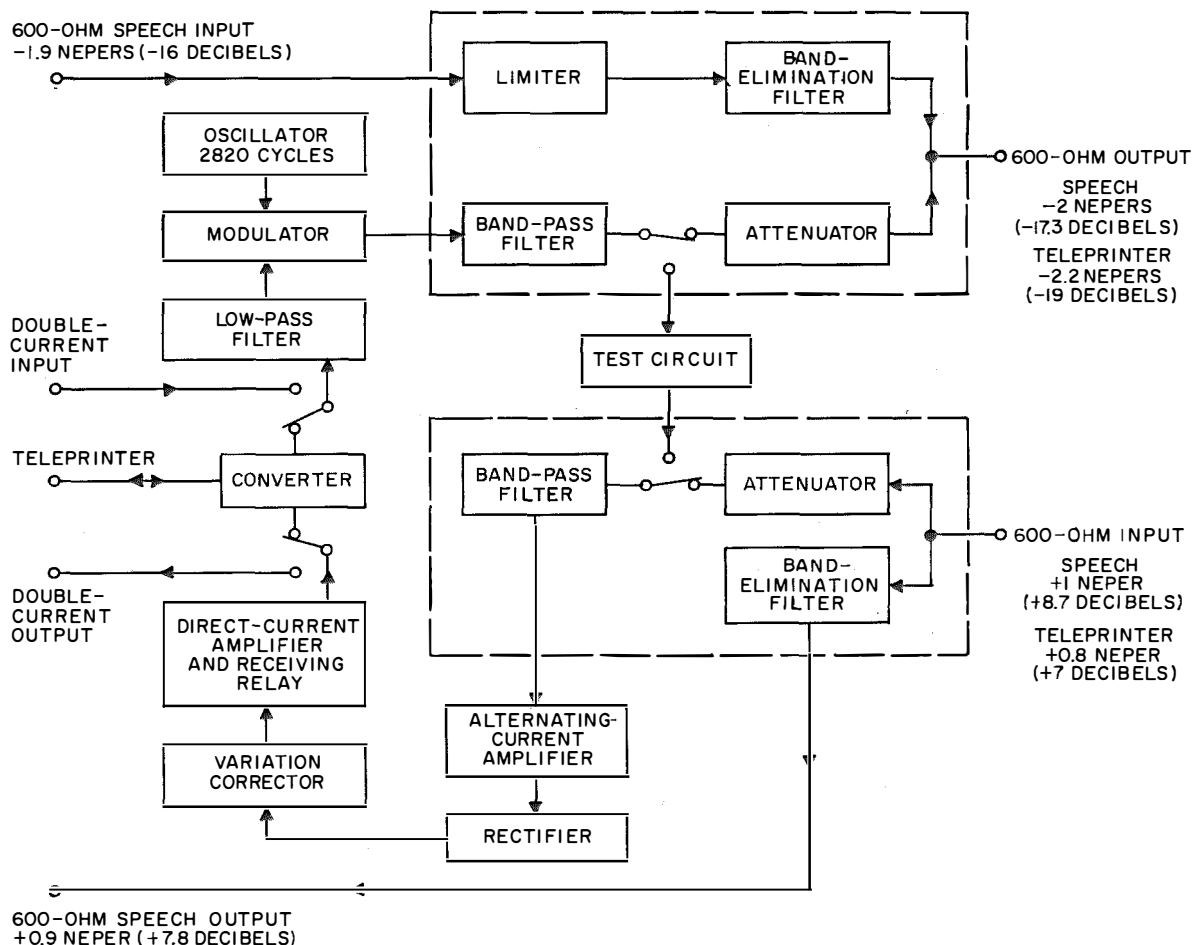 600-OHM SPEECH INPUT
-1.9 NEPERS (-16 DECIBELS)
LIMITER
BAND-
ELIMINATION
FILTER
OSCILLATOR
2820 CYCLES
MODULATOR
BAND-PASS
FILTER
ATTENUATOR
600-OHM OUTPUT
SPEECH
-2 NEPERS
(-17.3 DECIBELS)
TELEPRINTER
-2.2 NEPERS
(-19 DECIBELS)
LOW-PASS
FILTER
DOUBLE-
CURRENT
INPUT
TEST CIRCUIT
TELEPRINTER
CONVERTER
BAND-PASS
FILTER
ATTENUATOR
600-OHM INPUT
SPEECH
+1 NEPER
(+8.7 DECIBELS)
TELEPRINTER
+0.8 NEPER
(+7 DECIBELS)
BAND-
ELIMINATION
FILTER
DOUBLE-
CURRENT
OUTPUT
DIRECT-CURRENT
AMPLIFIER
AND RECEIVING
RELAY
ALTERNATING-
CURRENT
AMPLIFIER
VARIATION
CORRECTOR
RECTIFIER
600-OHM SPEECH OUTPUT
+0.9 NEPER (+7.8 DECIBELS)